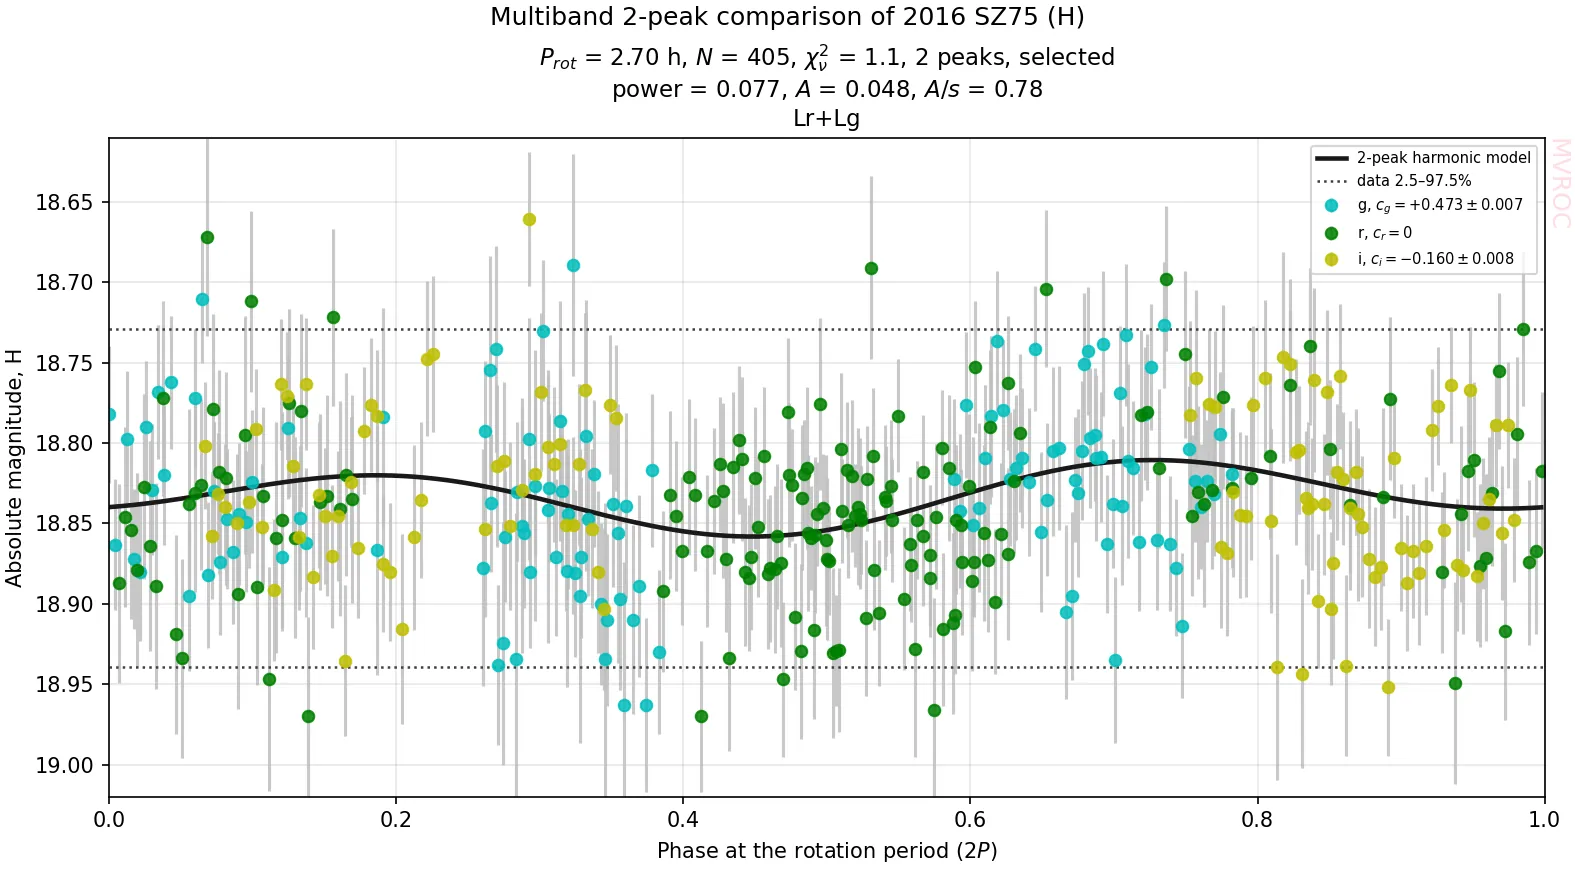 Multiband 2-peak comparison of 2016 SZ75 (H)
P_rot = 2.70 h, N = 405, χ²_ν = 1.1, 2 peaks, selected
power = 0.077, A = 0.048, A/s = 0.78
Lr+Lg
MVROC
2-peak harmonic model
data 2.5–97.5%
g, c_g = +0.473 ± 0.007
r, c_r = 0
i, c_i = −0.160 ± 0.008
Absolute magnitude, H
18.65
18.70
18.75
18.80
18.85
18.90
18.95
19.00
0.0 0.2 0.4 0.6 0.8 1.0
Phase at the rotation period (2P)